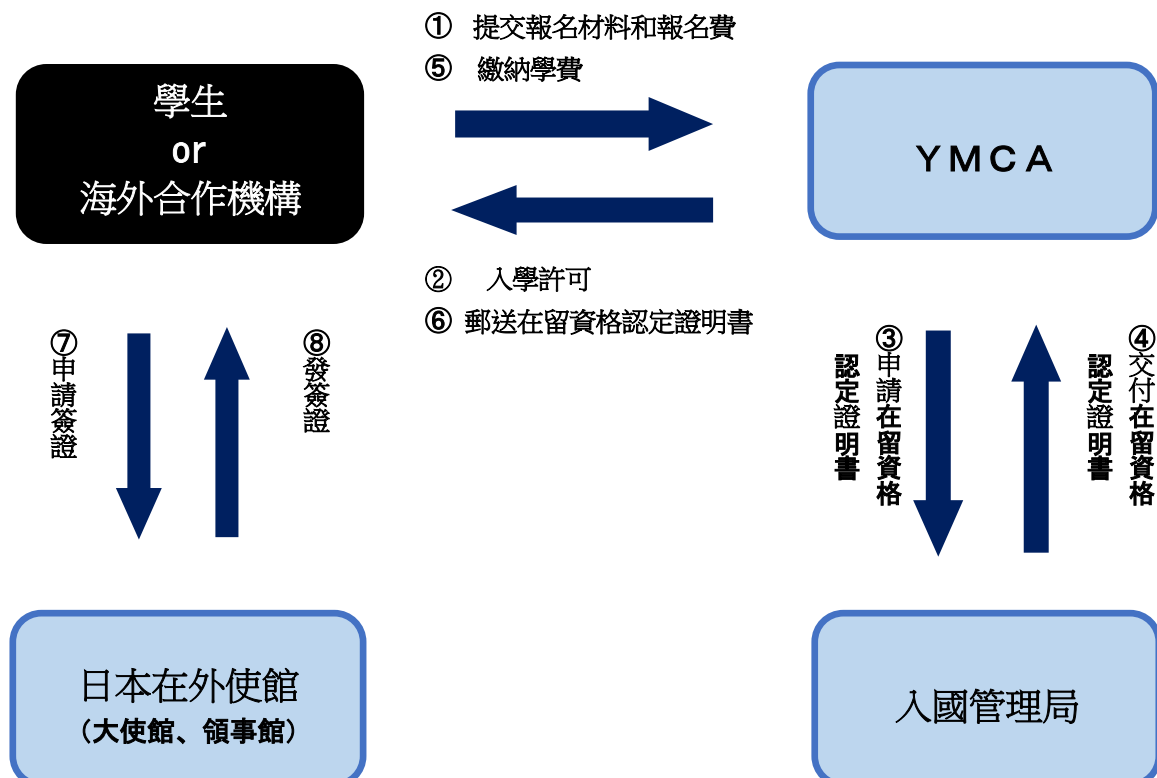 ① 提交報名材料和報名費
⑤ 繳納學費
學生
or
海外合作機構
ＹＭＣＡ
② 入學許可
⑥ 郵送在留資格認定證明書
⑦申請簽證
⑧發簽證
③申請在留資格
認定證明書
④交付在留資格
認定證明書
日本在外使館
(大使館、領事館)
入國管理局